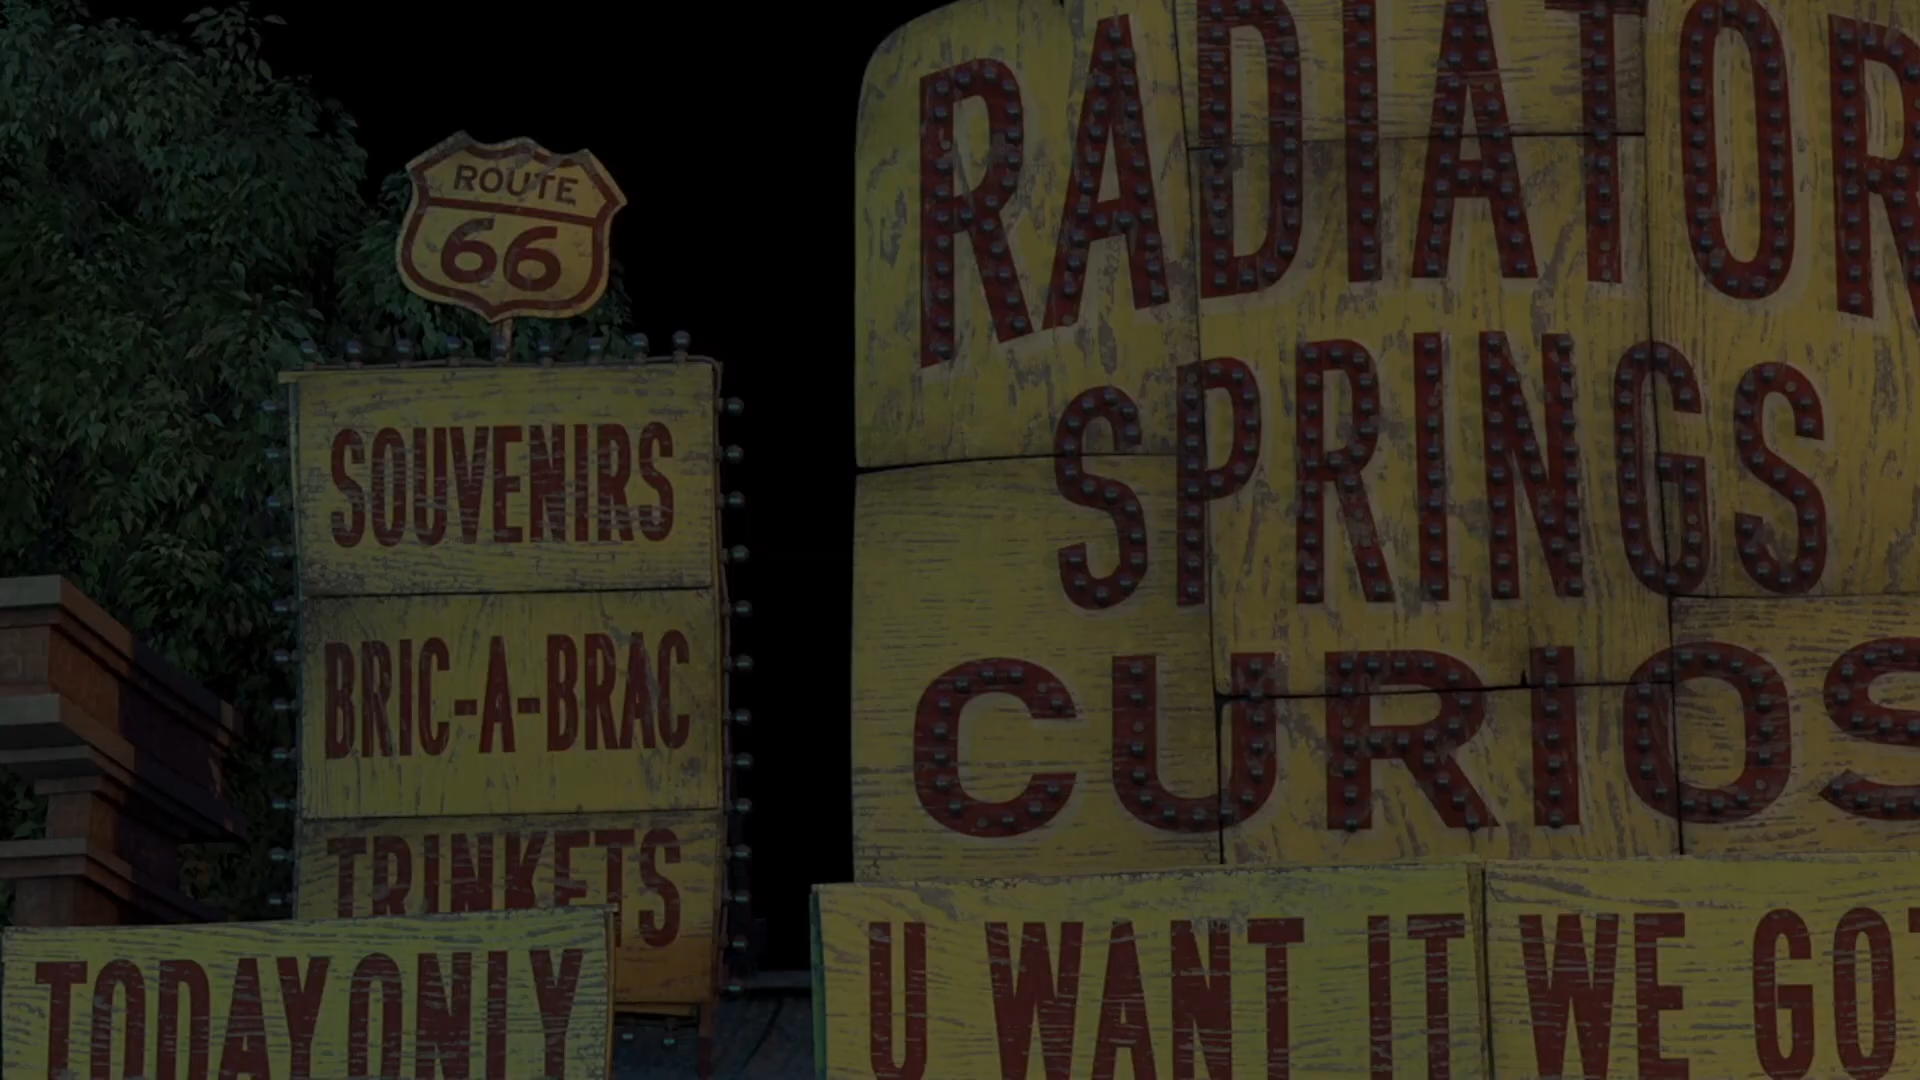 ROUTE
66
SOUVENIRS
BRIC-A-BRAC
TRINKETS
TODAY ONLY
RADIATOR
SPRINGS
CURIOS
U WANT IT WE GOT